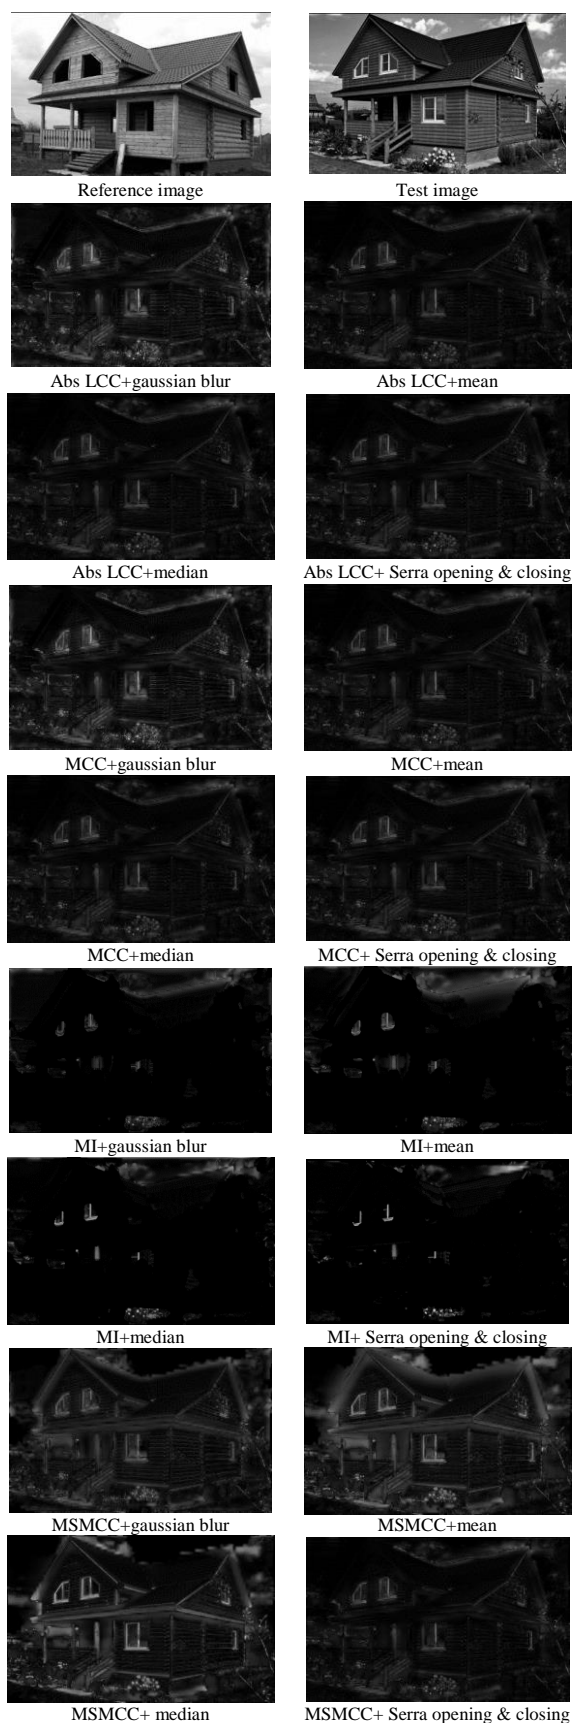 Reference image
Test image
Abs LCC+gaussian blur
Abs LCC+mean
Abs LCC+median
Abs LCC+ Serra opening & closing
MCC+gaussian blur
MCC+mean
MCC+median
MCC+ Serra opening & closing
MI+gaussian blur
MI+mean
MI+median
MI+ Serra opening & closing
MSMCC+gaussian blur
MSMCC+mean
MSMCC+ median
MSMCC+ Serra opening & closing